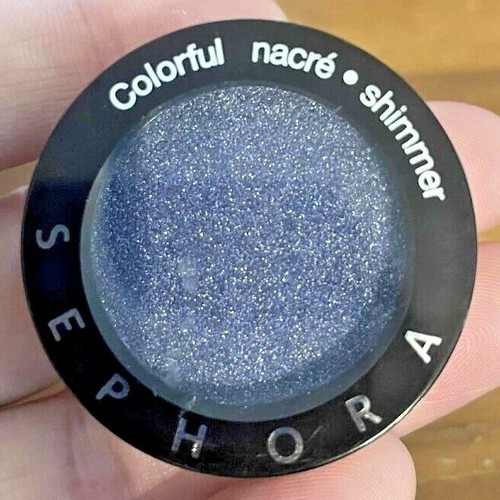 Colorful nacré • shimmer
SEPHORA